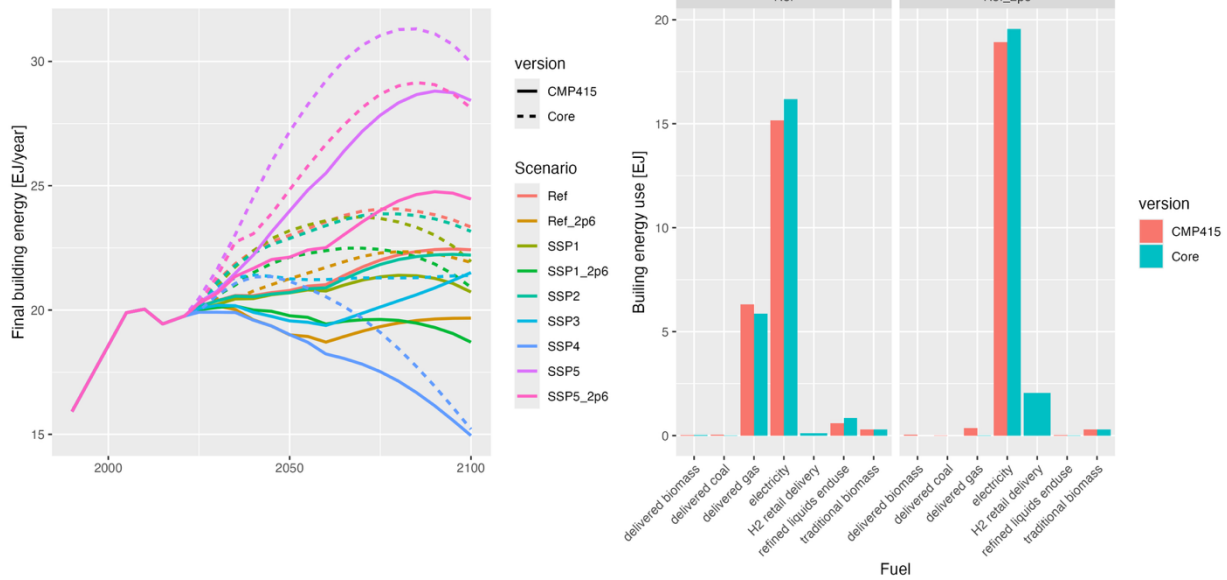 Final building energy [EJ/year]
30
25
20
15
2000
2050
2100
version
CMP415
Core
Scenario
Ref
Ref_2p6
SSP1
SSP1_2p6
SSP2
SSP3
SSP4
SSP5
SSP5_2p6
Builing energy use [EJ]
20
15
10
5
0
delivered biomass
delivered coal
delivered gas
electricity
H2 retail delivery
refined liquids enduse
traditional biomass
delivered biomass
delivered coal
delivered gas
electricity
H2 retail delivery
refined liquids enduse
traditional biomass
Fuel
version
CMP415
Core